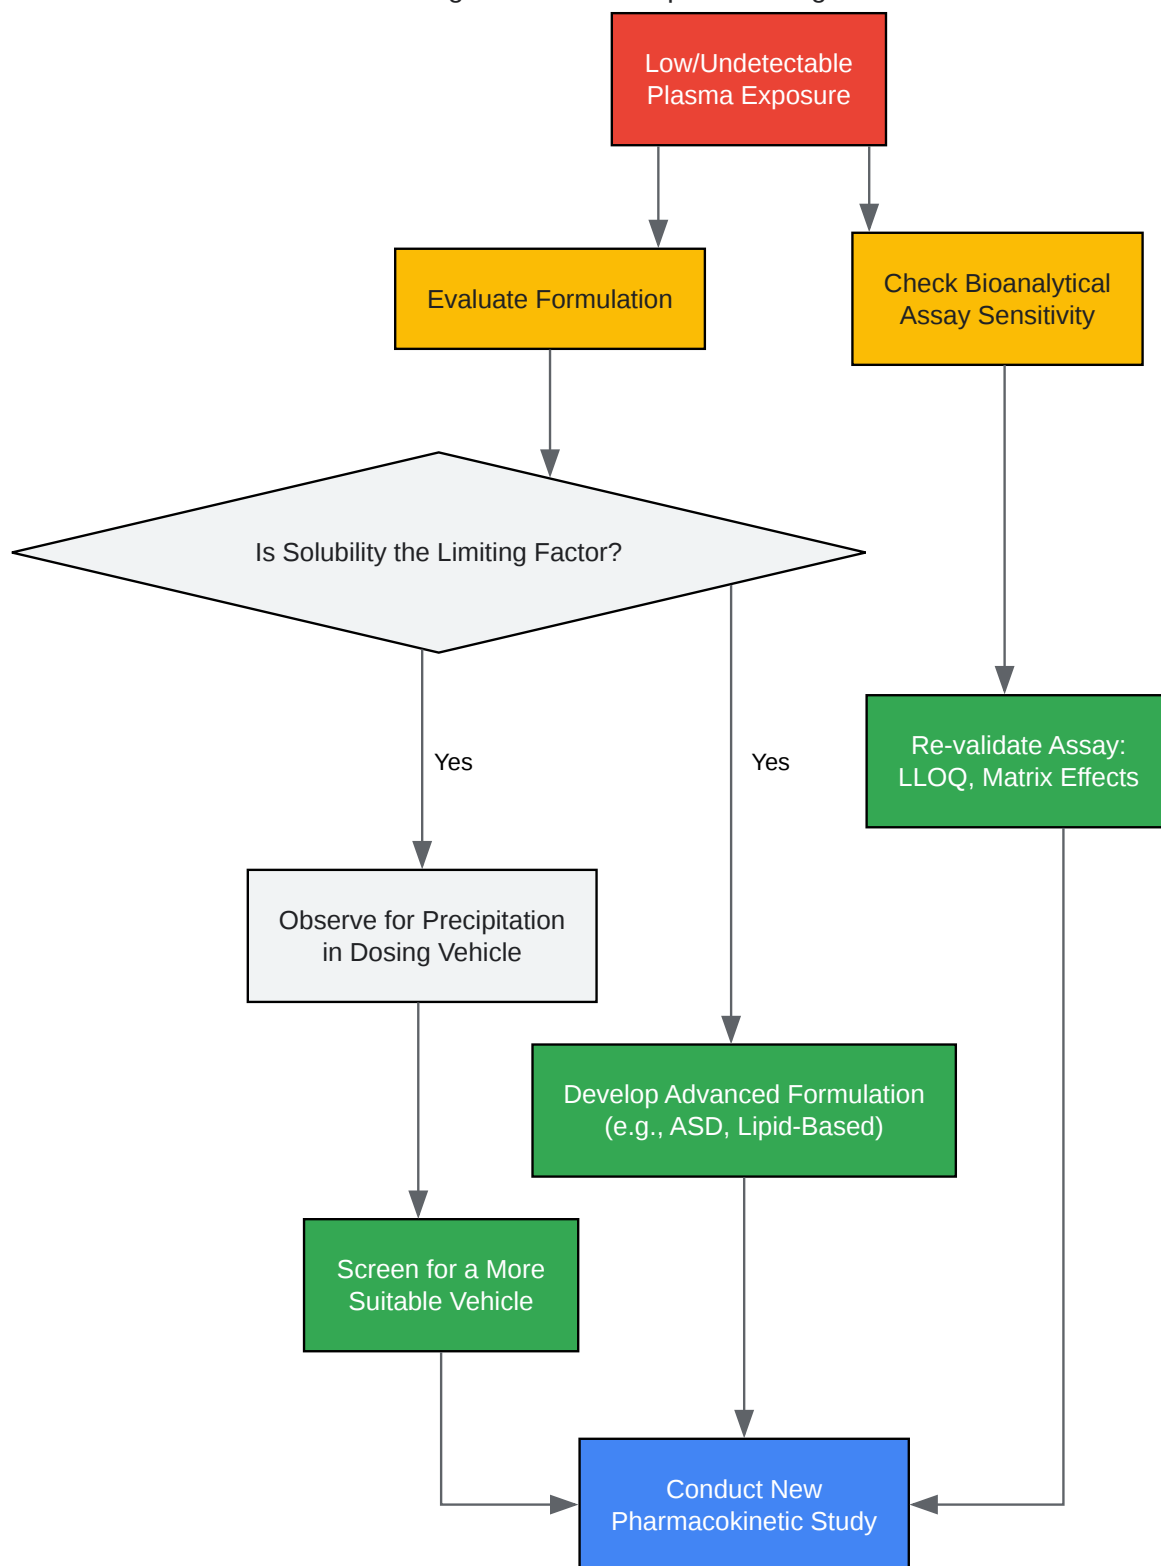 Low/Undetectable
Plasma Exposure
Evaluate Formulation
Check Bioanalytical
Assay Sensitivity
Is Solubility the Limiting Factor?
Yes
Yes
Re-validate Assay:
LLOQ, Matrix Effects
Observe for Precipitation
in Dosing Vehicle
Develop Advanced Formulation
(e.g., ASD, Lipid-Based)
Screen for a More
Suitable Vehicle
Conduct New
Pharmacokinetic Study